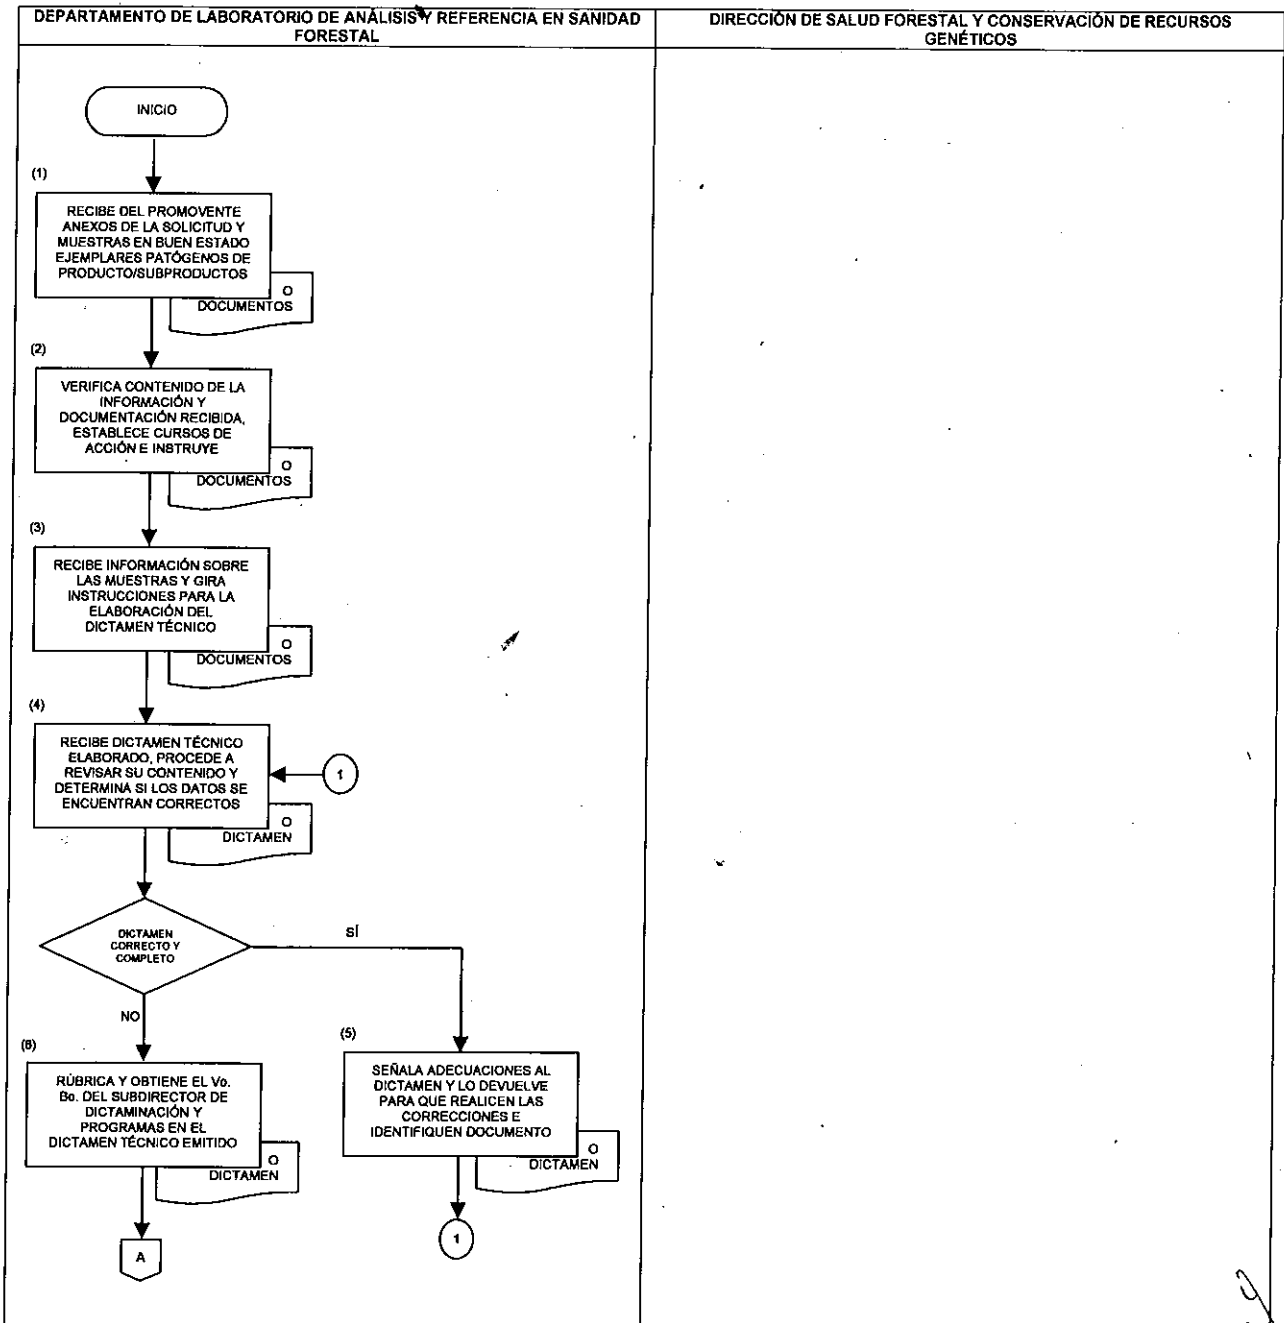 DEPARTAMENTO DE LABORATORIO DE ANÁLISIS Y REFERENCIA EN SANIDAD
FORESTAL
DIRECCIÓN DE SALUD FORESTAL Y CONSERVACIÓN DE RECURSOS
GENÉTICOS
INICIO
(1)
RECIBE DEL PROMOVENTE
ANEXOS DE LA SOLICITUD Y
MUESTRAS EN BUEN ESTADO
EJEMPLARES PATÓGENOS DE
PRODUCTO/SUBPRODUCTOS
O
DOCUMENTOS
(2)
VERIFICA CONTENIDO DE LA
INFORMACIÓN Y
DOCUMENTACIÓN RECIBIDA,
ESTABLECE CURSOS DE
ACCIÓN E INSTRUYE
O
DOCUMENTOS
(3)
RECIBE INFORMACIÓN SOBRE
LAS MUESTRAS Y GIRA
INSTRUCCIONES PARA LA
ELABORACIÓN DEL
DICTAMEN TÉCNICO
O
DOCUMENTOS
(4)
RECIBE DICTAMEN TÉCNICO
ELABORADO, PROCEDE A
REVISAR SU CONTENIDO Y
DETERMINA SI LOS DATOS SE
ENCUENTRAN CORRECTOS
1
O
DICTAMEN
DICTAMEN
CORRECTO Y
COMPLETO
SÍ
NO
(6)
RÚBRICA Y OBTIENE EL Vo.
Bo. DEL SUBDIRECTOR DE
DICTAMINACIÓN Y
PROGRAMAS EN EL
DICTAMEN TÉCNICO EMITIDO
O
DICTAMEN
A
(5)
SEÑALA ADECUACIONES AL
DICTAMEN Y LO DEVUELVE
PARA QUE REALICEN LAS
CORRECCIONES E
IDENTIFIQUEN DOCUMENTO
O
DICTAMEN
1